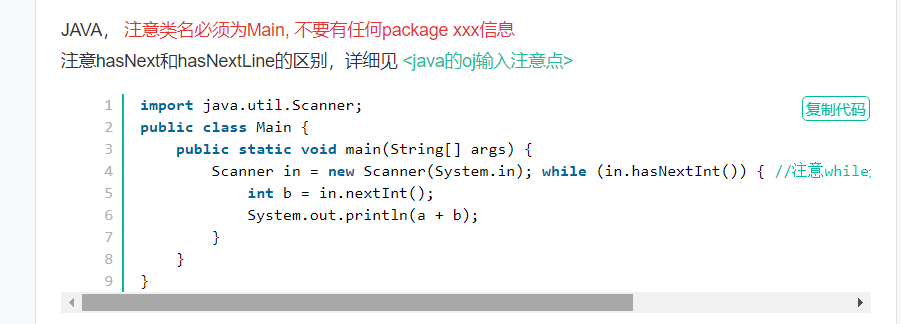 JAVA， 注意类名必须为Main, 不要有任何package xxx信息
注意hasNext和hasNextLine的区别，详细见 <java的oj输入注意点>
复制代码
1 import java.util.Scanner;
2 public class Main {
3     public static void main(String[] args) {
4         Scanner in = new Scanner(System.in); while (in.hasNextInt()) { //注意while
5             int b = in.nextInt();
6             System.out.println(a + b);
7         }
8     }
9 }